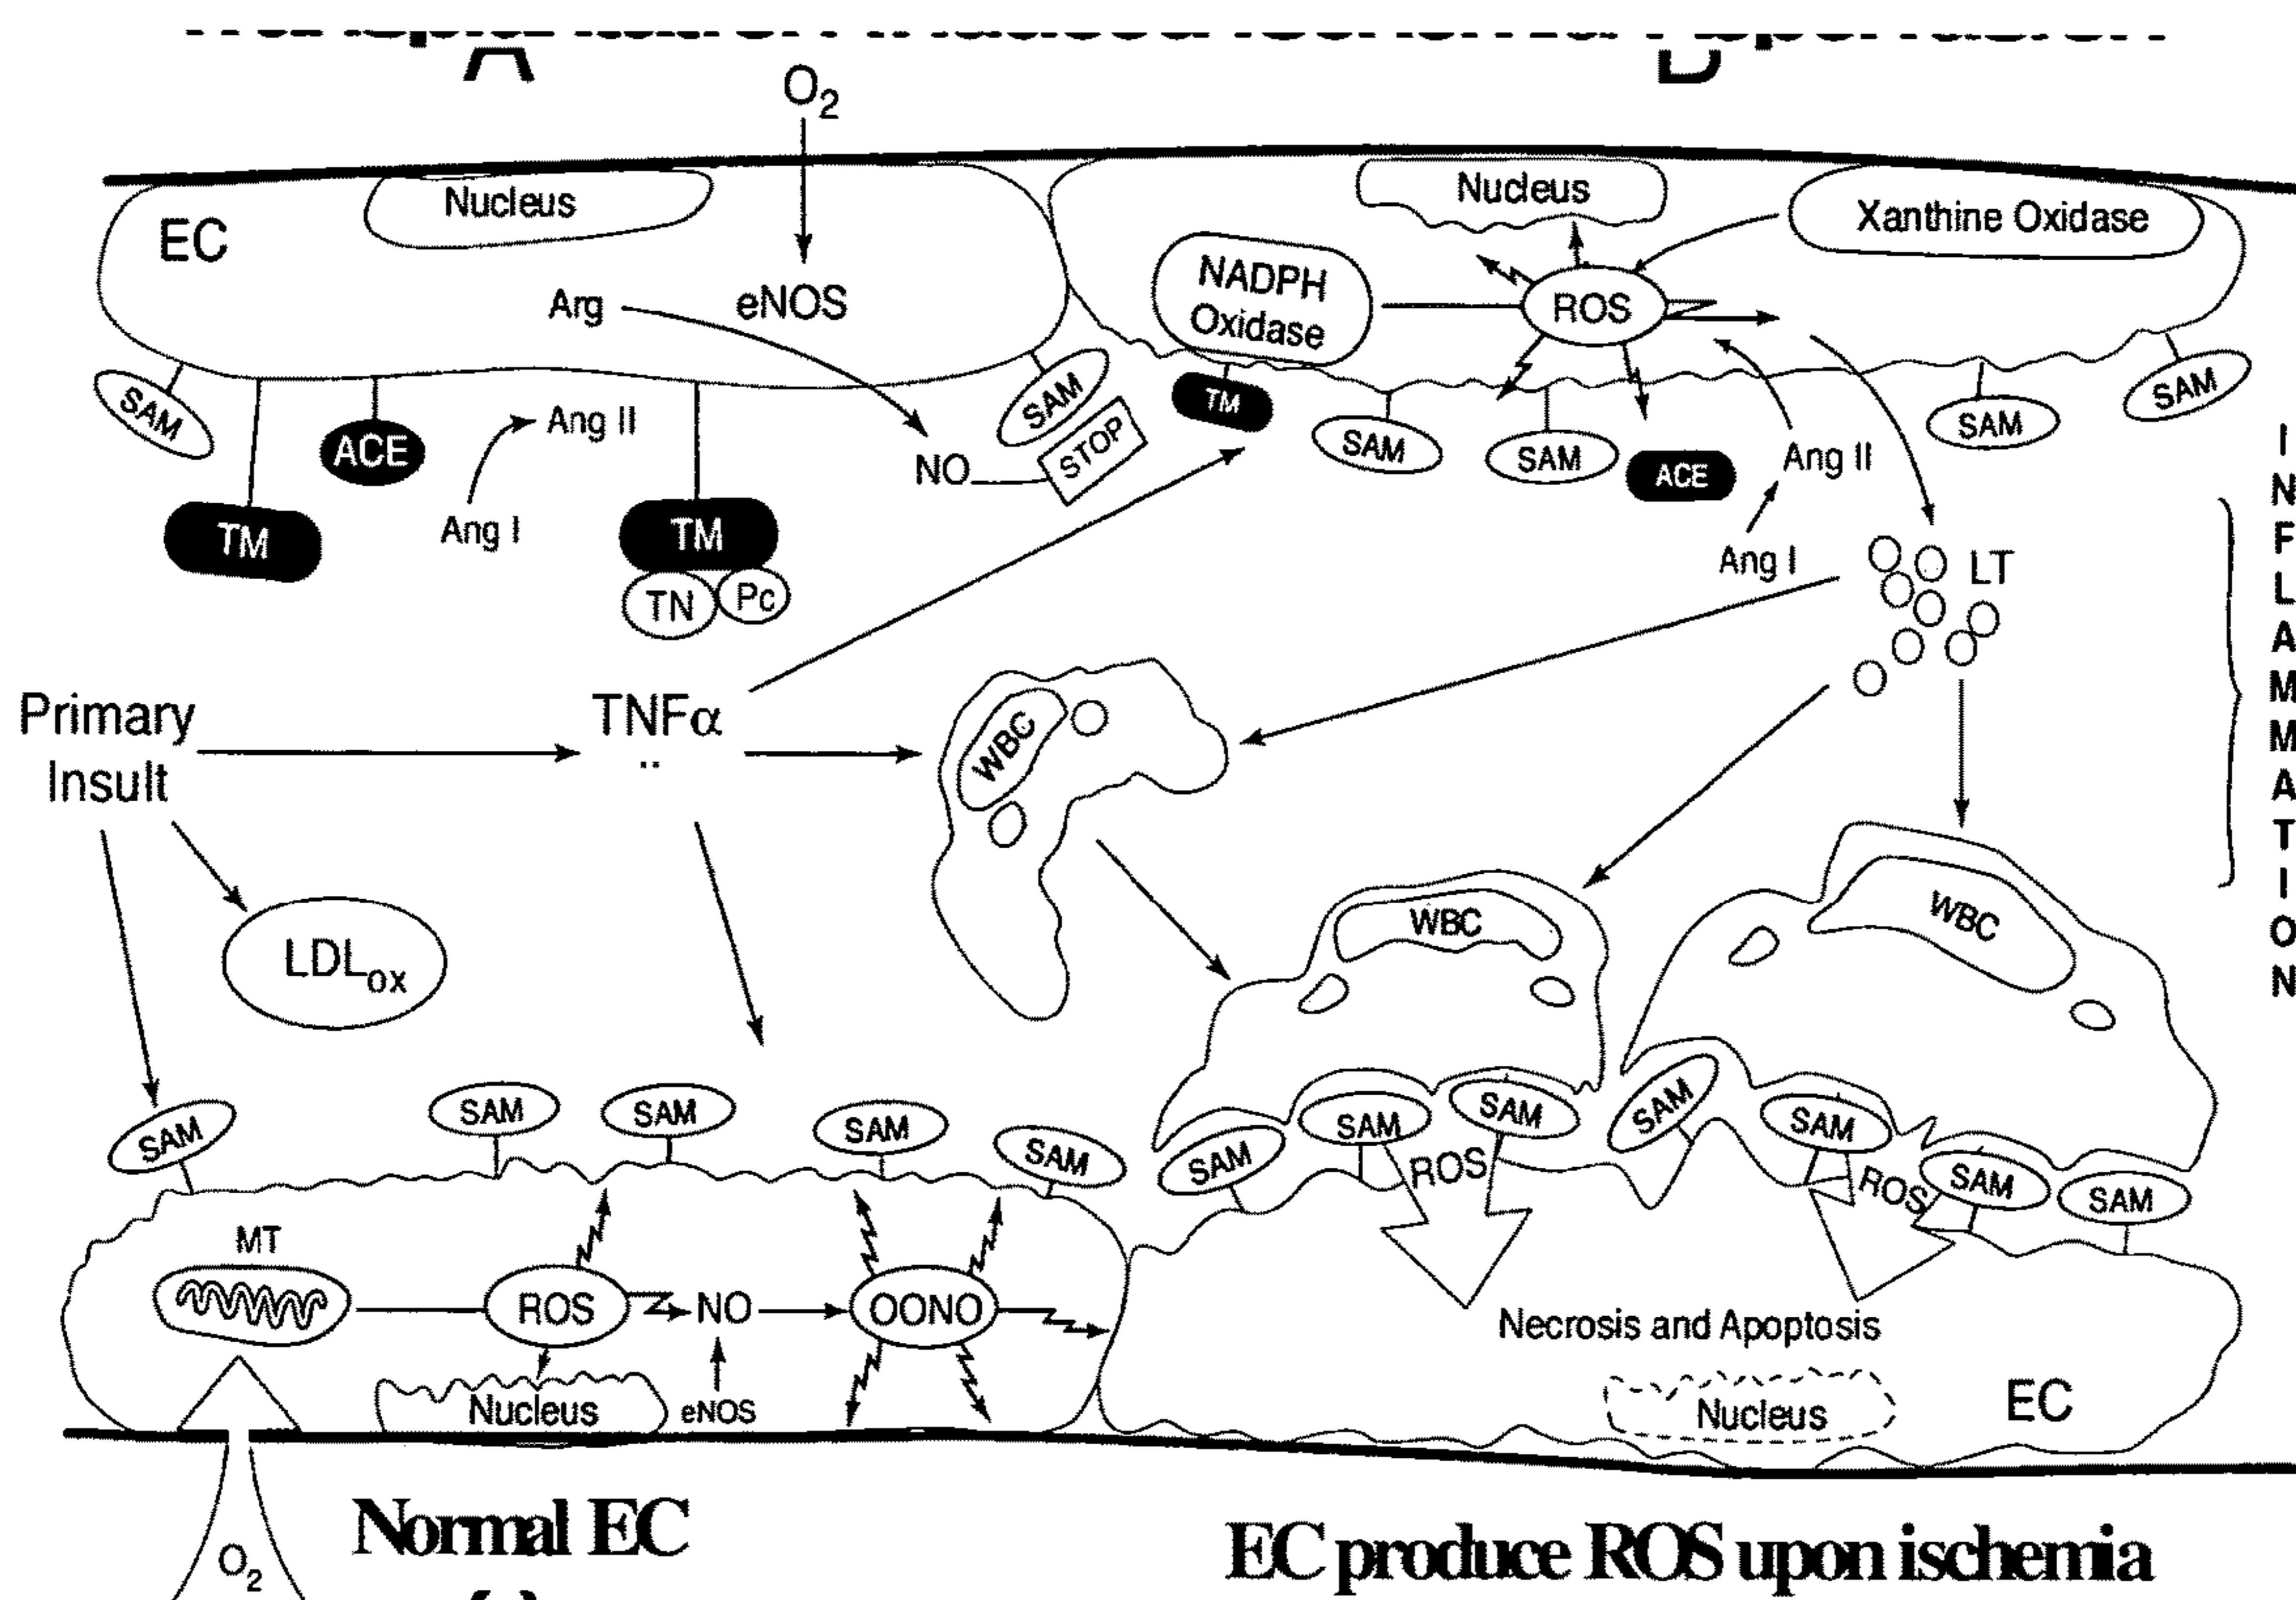 A
O2
Nucleus
EC
Arg
eNOS
SAM
ACE
Ang II
Ang I
TM
TM
TN
Pc
NO
STOP
SAM
Nucleus
Xanthine Oxidase
NADPH
Oxidase
ROS
TM
SAM
SAM
ACE
Ang II
Ang I
SAM
SAM
LT
INFLAMMATION
Primary
Insult
TNFα
WBC
LDLox
WBC
WBC
SAM
SAM
SAM
SAM
SAM
SAM
SAM
SAM
SAM
SAM
SAM
SAM
ROS
ROS
MT
ROS
NO
OONO
Nucleus
eNOS
Necrosis and Apoptosis
Nucleus
EC
O2
Normal EC
EC produce ROS upon ischemia